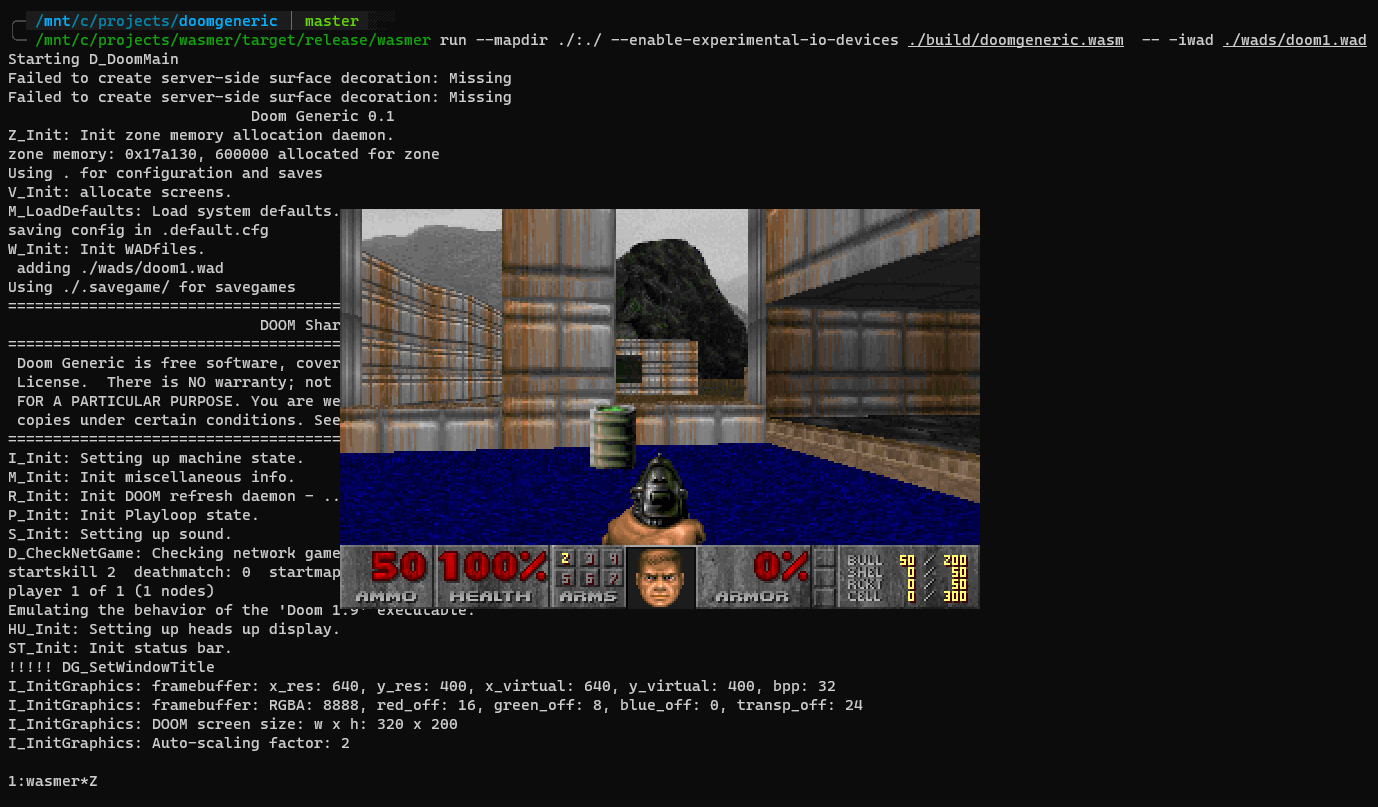 /mnt/c/projects/doomgeneric │ master
/mnt/c/projects/wasmer/target/release/wasmer run --mapdir ./:./ --enable-experimental-io-devices ./build/doomgeneric.wasm -- -iwad ./wads/doom1.wad
Starting D_DoomMain
Failed to create server-side surface decoration: Missing
Failed to create server-side surface decoration: Missing
Doom Generic 0.1
Z_Init: Init zone memory allocation daemon.
zone memory: 0x17a130, 600000 allocated for zone
Using . for configuration and saves
V_Init: allocate screens.
M_LoadDefaults: Load system defaults.
saving config in .default.cfg
W_Init: Init WADfiles.
adding ./wads/doom1.wad
Using ./.savegame/ for savegames
======================================
DOOM Shar
======================================
Doom Generic is free software, cover
License.  There is NO warranty; not
FOR A PARTICULAR PURPOSE. You are we
copies under certain conditions. See
======================================
I_Init: Setting up machine state.
M_Init: Init miscellaneous info.
R_Init: Init DOOM refresh daemon - ..
P_Init: Init Playloop state.
S_Init: Setting up sound.
D_CheckNetGame: Checking network game
startskill 2  deathmatch: 0  startmap
player 1 of 1 (1 nodes)
Emulating the behavior of the 'Doom 1.9' executable.
HU_Init: Setting up heads up display.
ST_Init: Init status bar.
!!!!! DG_SetWindowTitle
I_InitGraphics: framebuffer: x_res: 640, y_res: 400, x_virtual: 640, y_virtual: 400, bpp: 32
I_InitGraphics: framebuffer: RGBA: 8888, red_off: 16, green_off: 8, blue_off: 0, transp_off: 24
I_InitGraphics: DOOM screen size: w x h: 320 x 200
I_InitGraphics: Auto-scaling factor: 2
1:wasmer*Z
50 100% 2 3 4 0%
5 6 7
AMMO HEALTH ARMS ARMOR
BULL 50 / 200
SHEL 0 / 50
RCKT 0 / 50
CELL 0 / 300